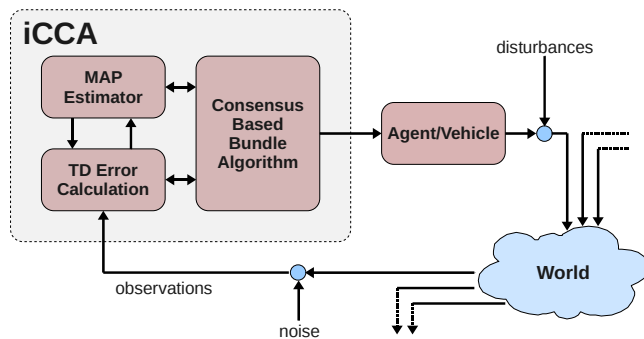 iCCA
disturbances
MAP
Estimator
Consensus
Based
Bundle
Algorithm
Agent/Vehicle
TD Error
Calculation
World
observations
noise